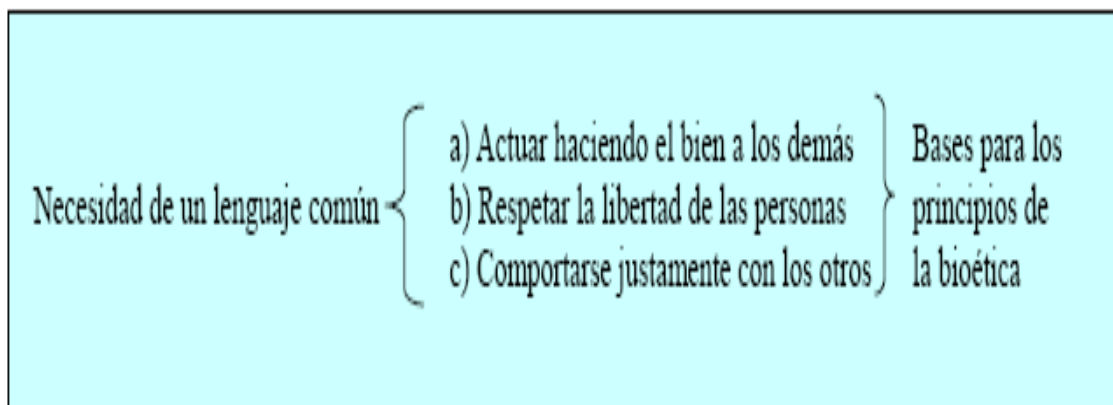 a) Actuar haciendo el bien a los demás
Necesidad de un lenguaje común
b) Respetar la libertad de las personas
c) Comportarse justamente con los otros
Bases para los
principios de
la bioética